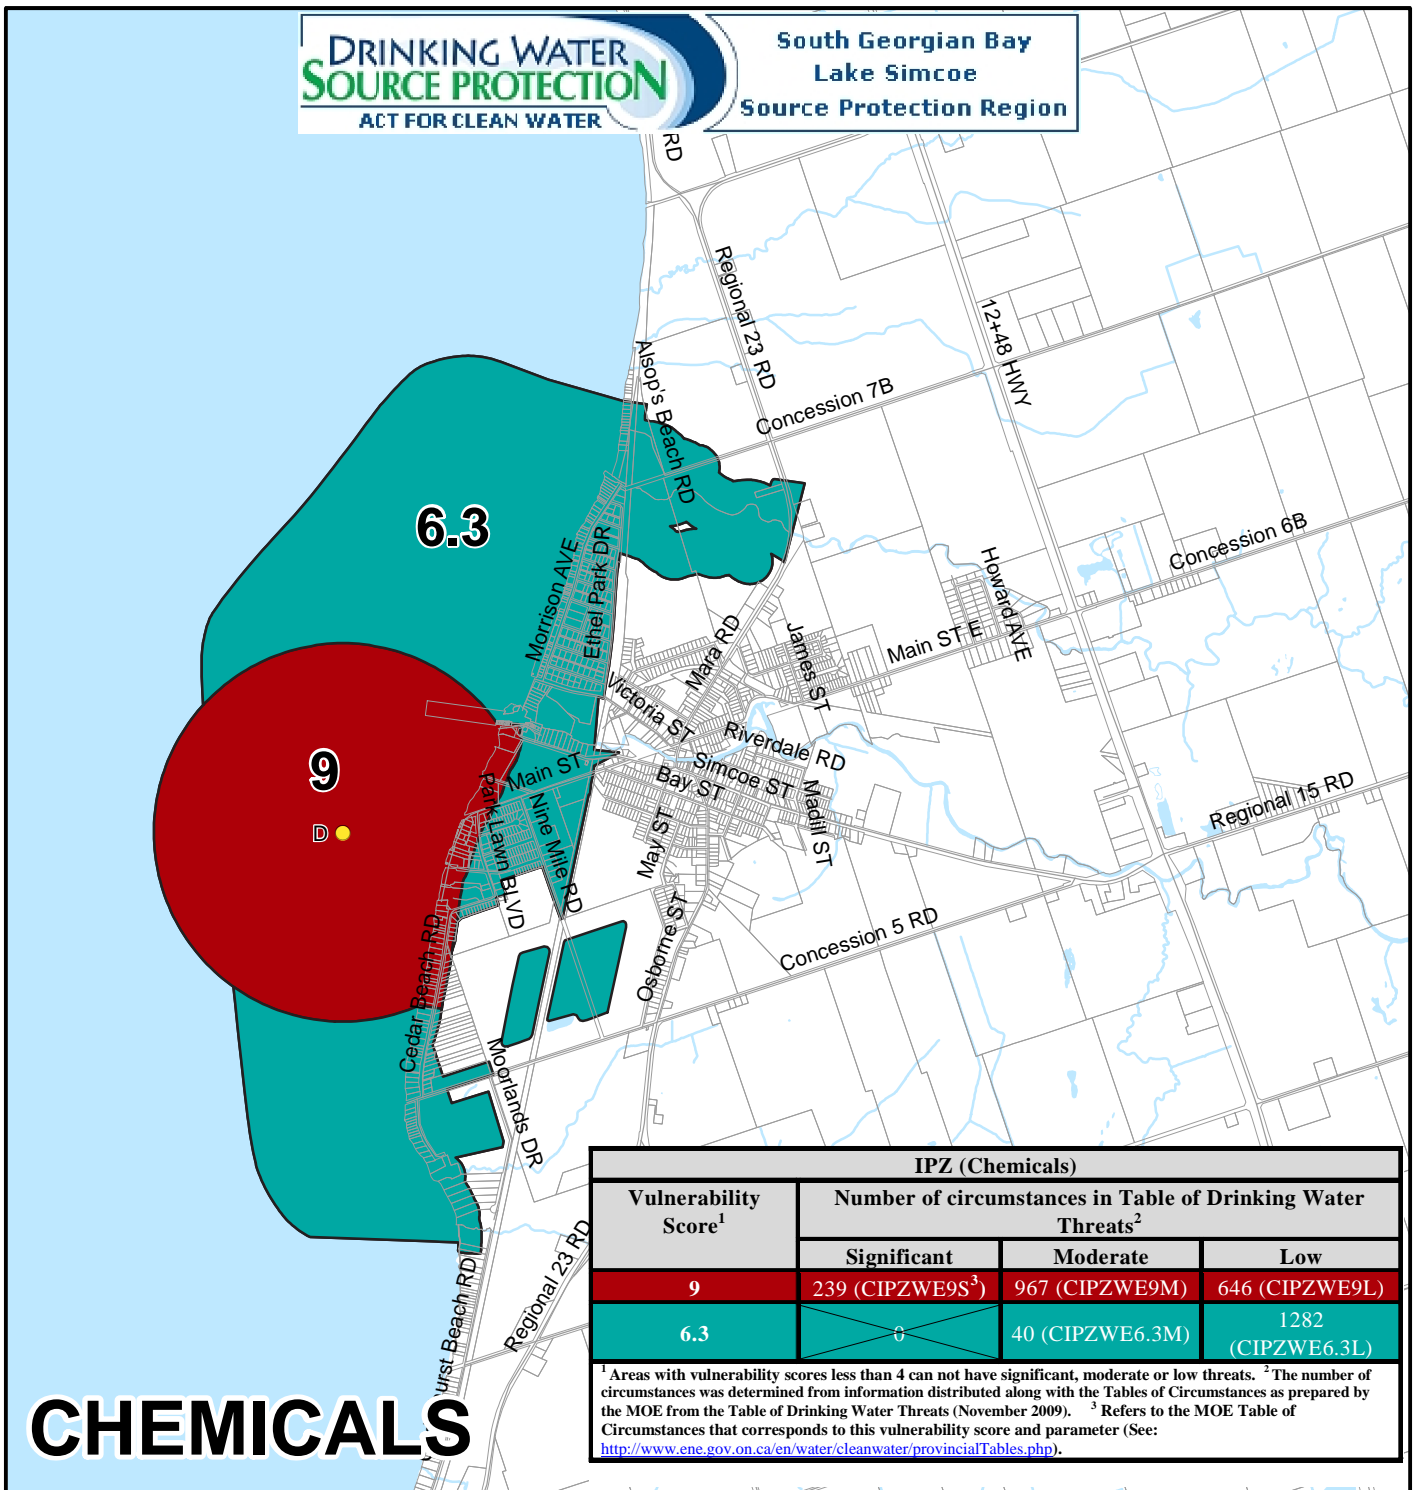 DRINKING WATER
SOURCE PROTECTION
ACT FOR CLEAN WATER
South Georgian Bay
Lake Simcoe
Source Protection Region
RD
Regional 23 RD
12+48 HWY
Alsop's Beach RD
Concession 7B
6.3
Morrison AVE
Ethel Park DR
Concession 6B
Howard AVE
Main ST E
James ST
Mara RD
Victoria ST
Riverdale RD
Simcoe ST
Bay ST
Main ST
9
D
Park Lawn BLVD
Nine Mile RD
May ST
Madill ST
Regional 15 RD
Cedar Beach RD
Osborne ST
Concession 5 RD
Moorlands DR
Regional 23 RD
urst Beach RD
CHEMICALS
IPZ (Chemicals)
Vulnerability Score1
Number of circumstances in Table of Drinking Water
Threats2
Significant Moderate Low
9 239 (CIPZWE9S3) 967 (CIPZWE9M) 646 (CIPZWE9L)
6.3 0 40 (CIPZWE6.3M) 1282 (CIPZWE6.3L)
1 Areas with vulnerability scores less than 4 can not have significant, moderate or low threats. 2 The number of
circumstances was determined from information distributed along with the Tables of Circumstance as prepared by
the MOE from the Table of Drinking Water Threats (November 2009). 3 Refers to the MOE Table of
Circumstances that corresponds to this vulnerability score and parameter (See:
http://www.ene.gov.on.ca/en/water/cleanwater/provincialTables.php).